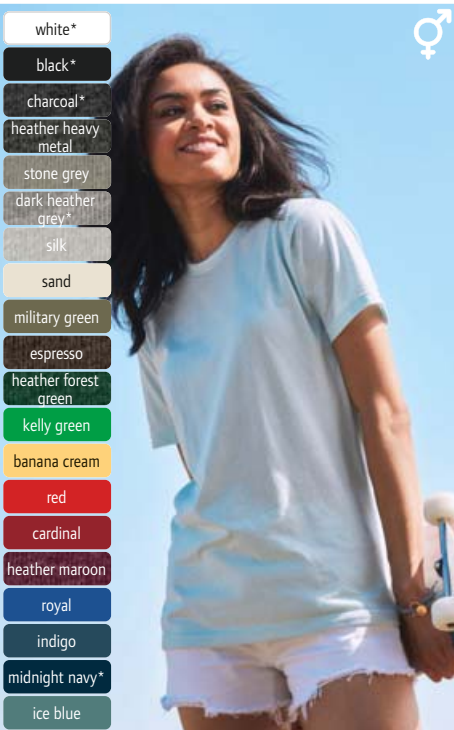 white*
black*
charcoal*
heather heavy
metal
stone grey
dark heather
grey*
silk
sand
military green
espresso
heather forest
green
kelly green
banana cream
red
cardinal
heather maroon
royal
indigo
midnight navy*
ice blue